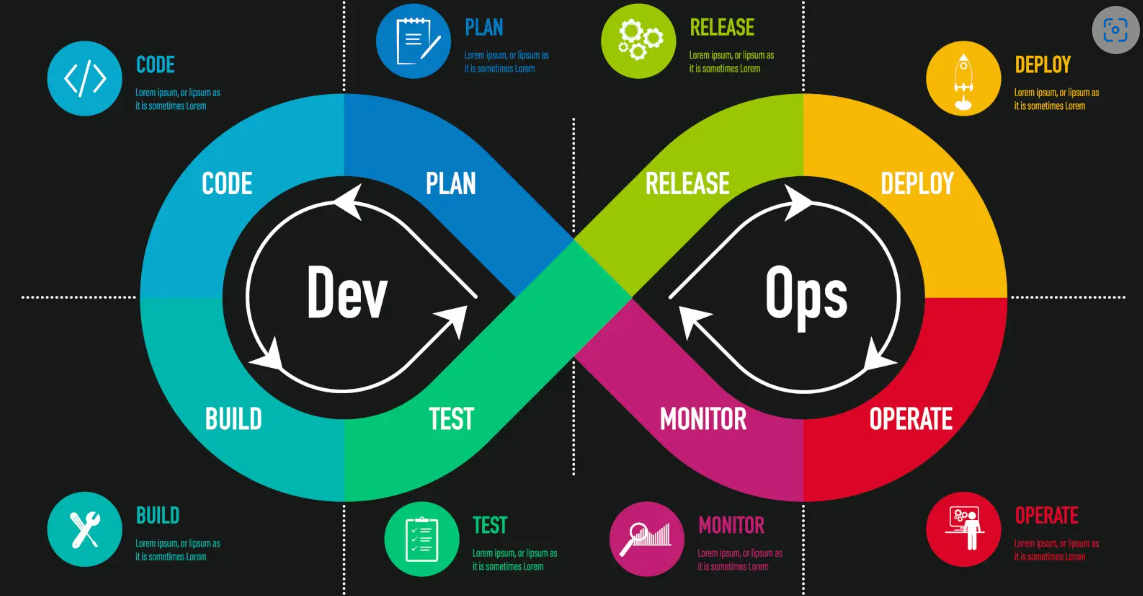 PLAN
Lorem ipsum, or lipsum as
it is sometimes Lorem
RELEASE
Lorem ipsum, or lipsum as
it is sometimes Lorem
CODE
Lorem ipsum, or lipsum as
it is sometimes Lorem
DEPLOY
Lorem ipsum, or lipsum as
it is sometimes Lorem
CODE
PLAN
RELEASE
DEPLOY
Dev
Ops
BUILD
TEST
MONITOR
OPERATE
BUILD
Lorem ipsum, or lipsum as
it is sometimes Lorem
TEST
Lorem ipsum, or lipsum as
it is sometimes Lorem
MONITOR
Lorem ipsum, or lipsum as
it is sometimes Lorem
OPERATE
Lorem ipsum, or lipsum as
it is sometimes Lorem